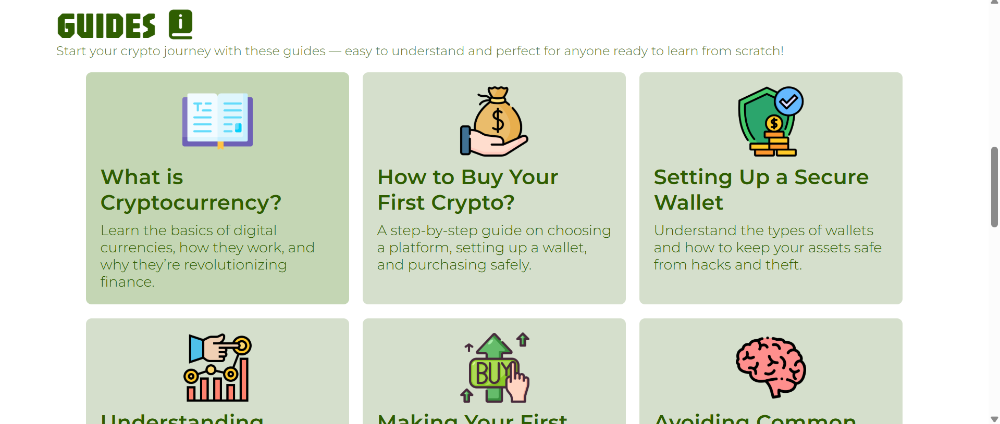 GUIDES
Start your crypto journey with these guides — easy to understand and perfect for anyone ready to learn from scratch!
What is
Cryptocurrency?
Learn the basics of digital
currencies, how they work, and
why they’re revolutionizing
finance.
$
How to Buy Your
First Crypto?
A step-by-step guide on choosing
a platform, setting up a wallet,
and purchasing safely.
$
Setting Up a Secure
Wallet
Understand the types of wallets
and how to keep your assets safe
from hacks and theft.
Understanding
BUY
Making Your First
Avoiding Common